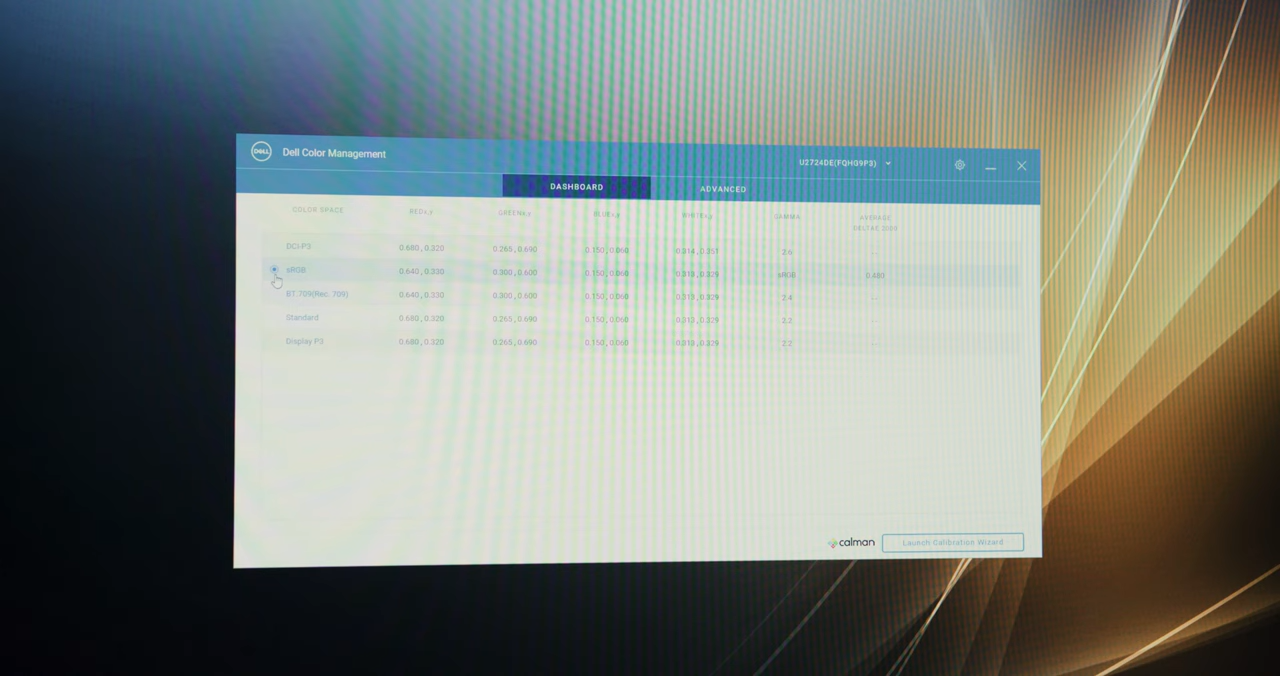 DELL Dell Color Management U2724DE(FQHG9P3)
DASHBOARD ADVANCED
COLOR SPACE REDx,y GREENx,y BLUEx,y WHITEx,y GAMMA AVERAGE
DELTAE 2000
DCI-P3 0.680 , 0.320 0.265 , 0.690 0.150 , 0.060 0.314 , 0.351 2.6
sRGB 0.640 , 0.330 0.300 , 0.600 0.150 , 0.060 0.313 , 0.329 sRGB 0.480
BT.709(Rec. 709) 0.640 , 0.330 0.300 , 0.600 0.150 , 0.060 0.313 , 0.329 2.4
Standard 0.680 , 0.320 0.265 , 0.690 0.150 , 0.060 0.313 , 0.329 2.2
Display P3 0.680 , 0.320 0.265 , 0.690 0.150 , 0.060 0.313 , 0.329 2.2
calman Launch Calibration Wizard